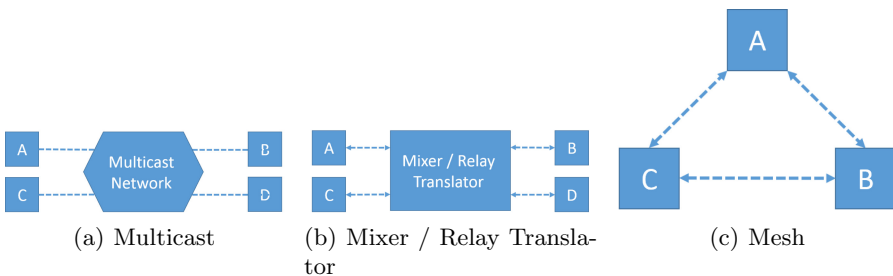 A
B
C
D
Multicast
Network
(a) Multicast
A
B
C
D
Mixer / Relay
Translator
(b) Mixer / Relay Transla-
tor
A
C
B
(c) Mesh